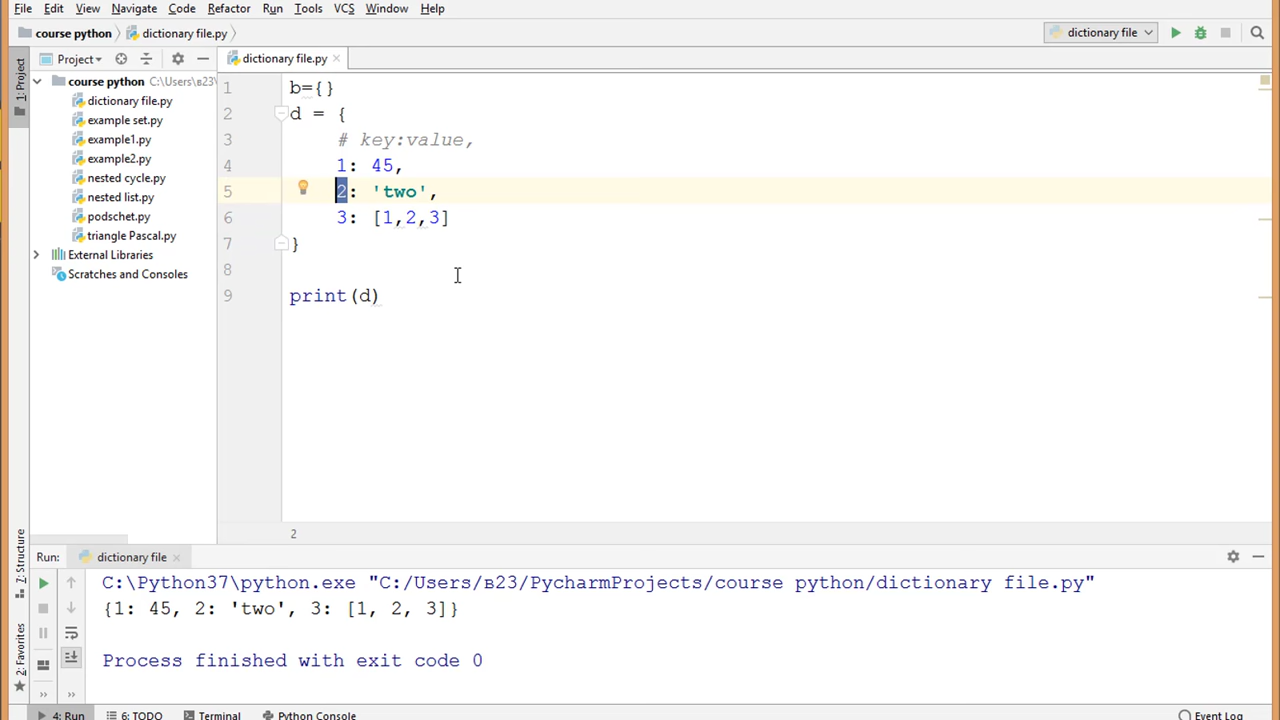 File Edit View Navigate Code Refactor Run Tools VCS Window Help
course python dictionary file.py dictionary file
1: Project Project dictionary file.py
course python C:\Users\в23\
dictionary file.py
example set.py
example1.py
example2.py
nested cycle.py
nested list.py
podschet.py
triangle Pascal.py
External Libraries
Scratches and Consoles
1 b={}
2 d = {
3 # key:value,
4 1: 45,
5 2: 'two',
6 3: [1,2,3]
7 }
8
9 print(d)
2
Z: Structure
2: Favorites
Run: dictionary file
C:\Python37\python.exe "C:/Users/в23/PycharmProjects/course python/dictionary file.py"
{1: 45, 2: 'two', 3: [1, 2, 3]}
Process finished with exit code 0
» »
4: Run 6: TODO Terminal Python Console Event Log